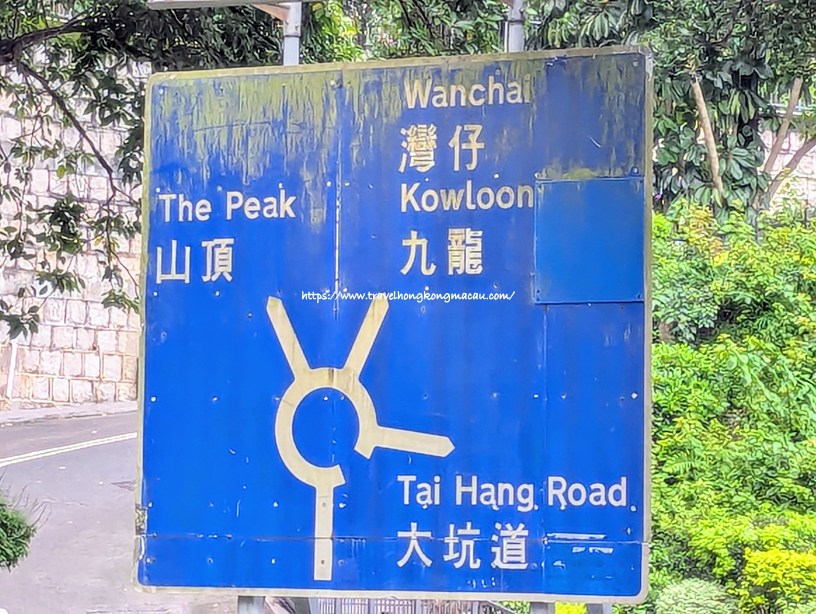 Wanchai
灣仔
The Peak
山頂
Kowloon
九龍
https://www.travelhongkongmacau.com/
Tai Hang Road
大坑道